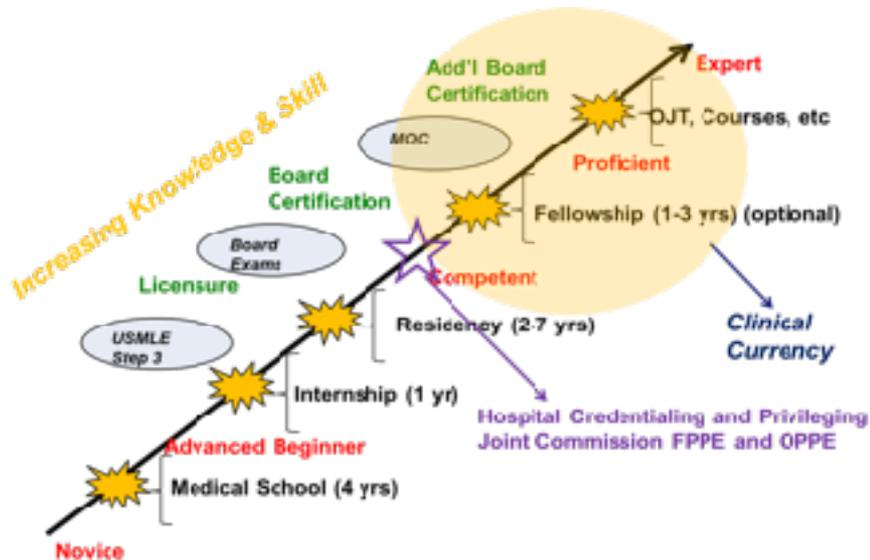 Expert
Add'l Board
Certification
OJT, Courses, etc
MOC
Proficient
Increasing Knowledge & Skill
Board
Certification
Fellowship (1-3 yrs) (optional)
Board
Exams
Competent
Licensure
Residency (2-7 yrs)
Clinical
Currency
USMLE
Step 3
Internship (1 yr)
Hospital Credentialing and Privileging
Joint Commission FPPE and OPPE
Advanced Beginner
Medical School (4 yrs)
Novice